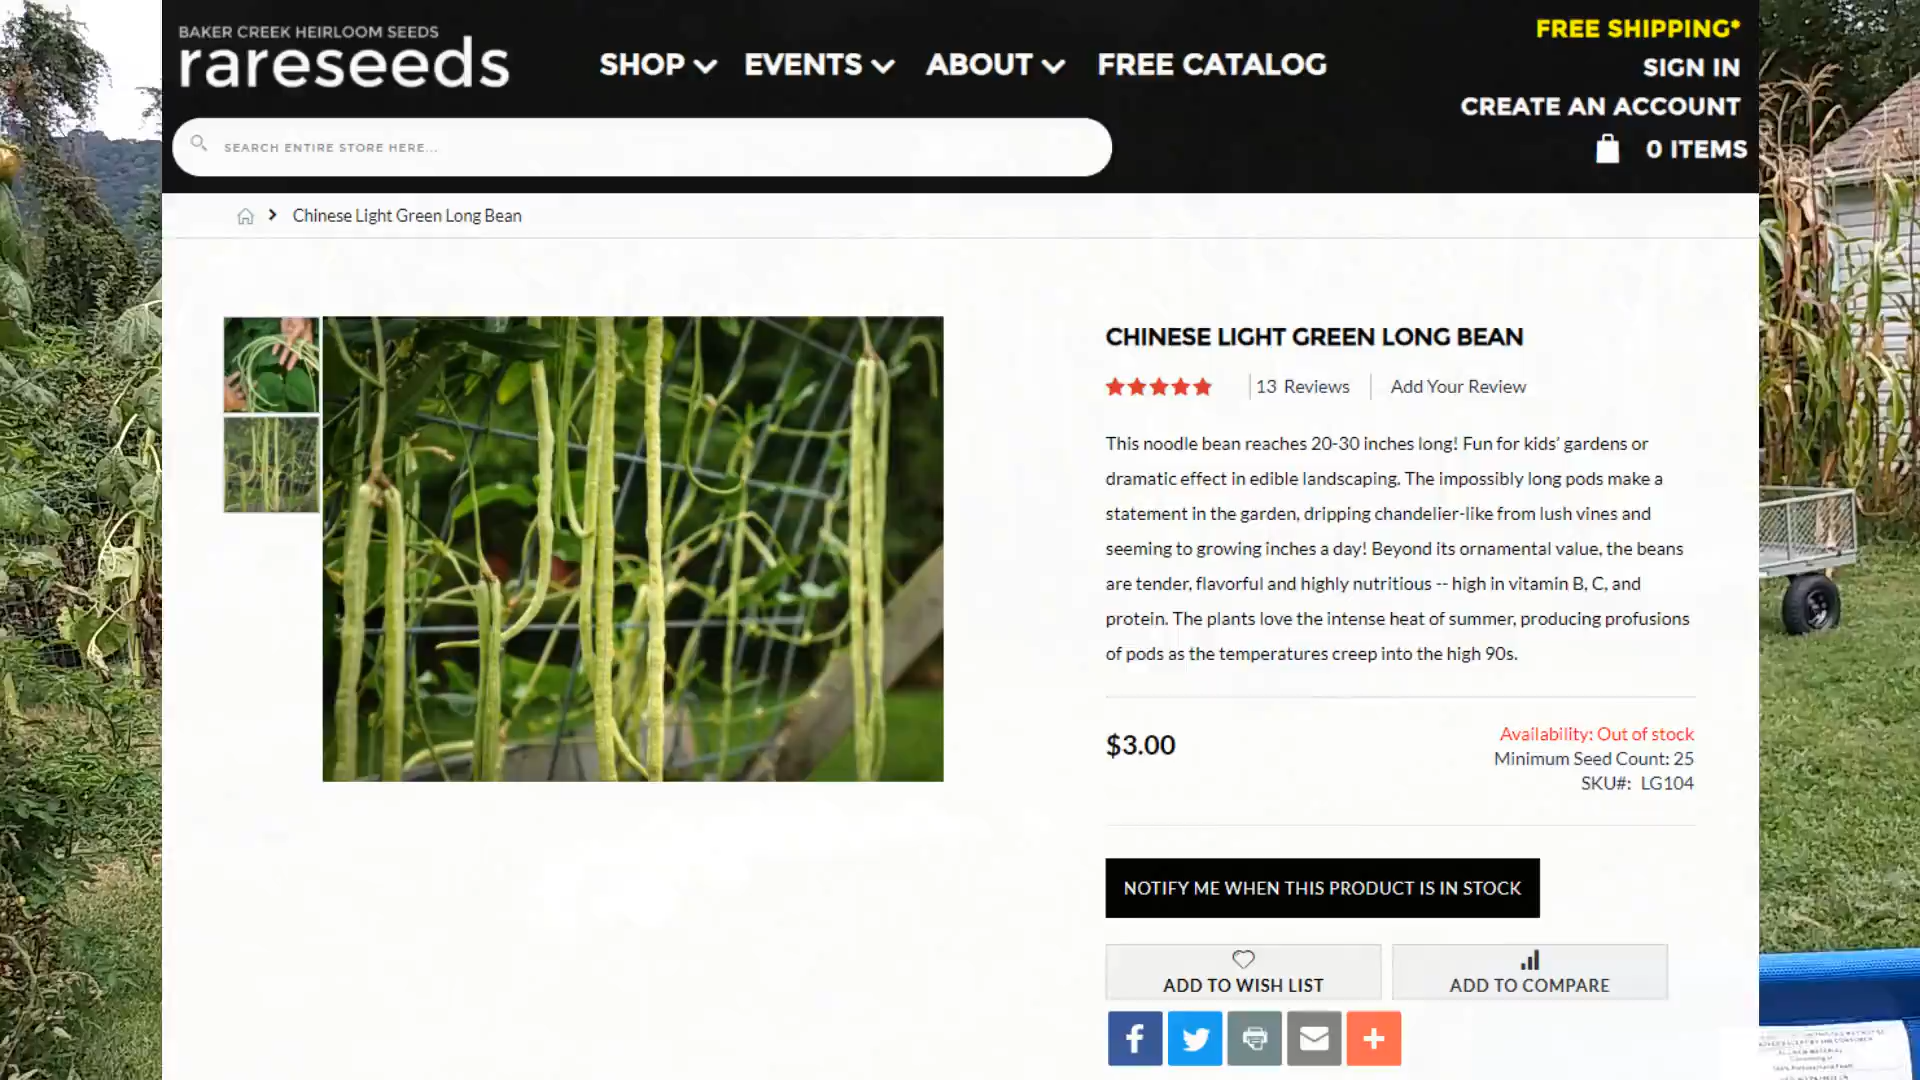 BAKER CREEK HEIRLOOM SEEDS
rareseeds
SHOP
EVENTS
ABOUT
FREE CATALOG
FREE SHIPPING*
SIGN IN
CREATE AN ACCOUNT
0 ITEMS
SEARCH ENTIRE STORE HERE...
Chinese Light Green Long Bean
CHINESE LIGHT GREEN LONG BEAN
13 Reviews
Add Your Review
This noodle bean reaches 20-30 inches long! Fun for kids’ gardens or
dramatic effect in edible landscaping. The impossibly long pods make a
statement in the garden, dripping chandelier-like from lush vines and
seeming to growing inches a day! Beyond its ornamental value, the beans
are tender, flavorful and highly nutritious -- high in vitamin B, C, and
protein. The plants love the intense heat of summer, producing profusions
of pods as the temperatures creep into the high 90s.
$3.00
Availability: Out of stock
Minimum Seed Count: 25
SKU#: LG104
NOTIFY ME WHEN THIS PRODUCT IS IN STOCK
ADD TO WISH LIST
ADD TO COMPARE